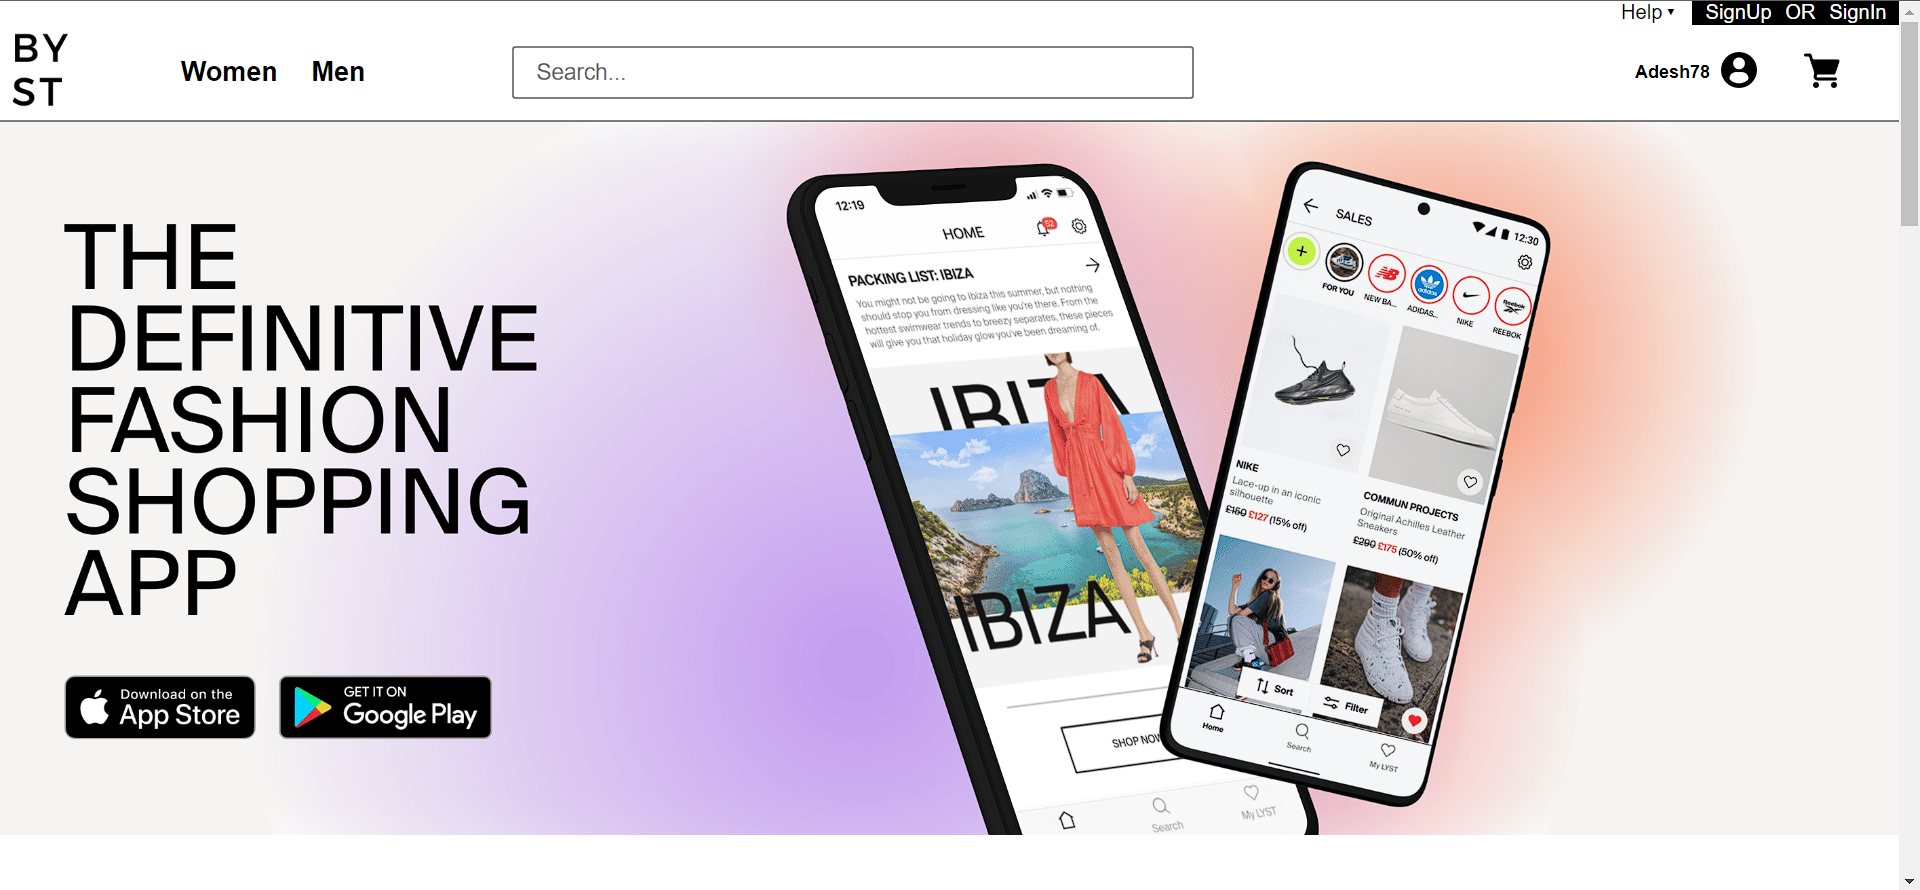 Help ▾
SignUp OR SignIn
BY
ST
Women
Men
Search...
Adesh78
THE
DEFINITIVE
FASHION
SHOPPING
APP
Download on the
App Store
GET IT ON
Google Play
12:19
HOME
52
PACKING LIST: IBIZA
You might not be going to Ibiza this summer, but nothing
should stop you from dressing like you're there. From the
hottest swimwear trends to breezy separates, these pieces
will give you that holiday glow you've been dreaming of.
IBIZA
IBIZA
SHOP NOW
Search
My LYST
12:30
SALES
FOR YOU
NEW BA...
adidas
ADIDAS...
NIKE
Reebok
REEBOK
NIKE
Lace-up in an iconic
silhouette
£150 £127 (15% off)
COMMUN PROJECTS
Original Achilles Leather
Sneakers
£290 £175 (50% off)
Sort
Filter
Home
Search
My LYST